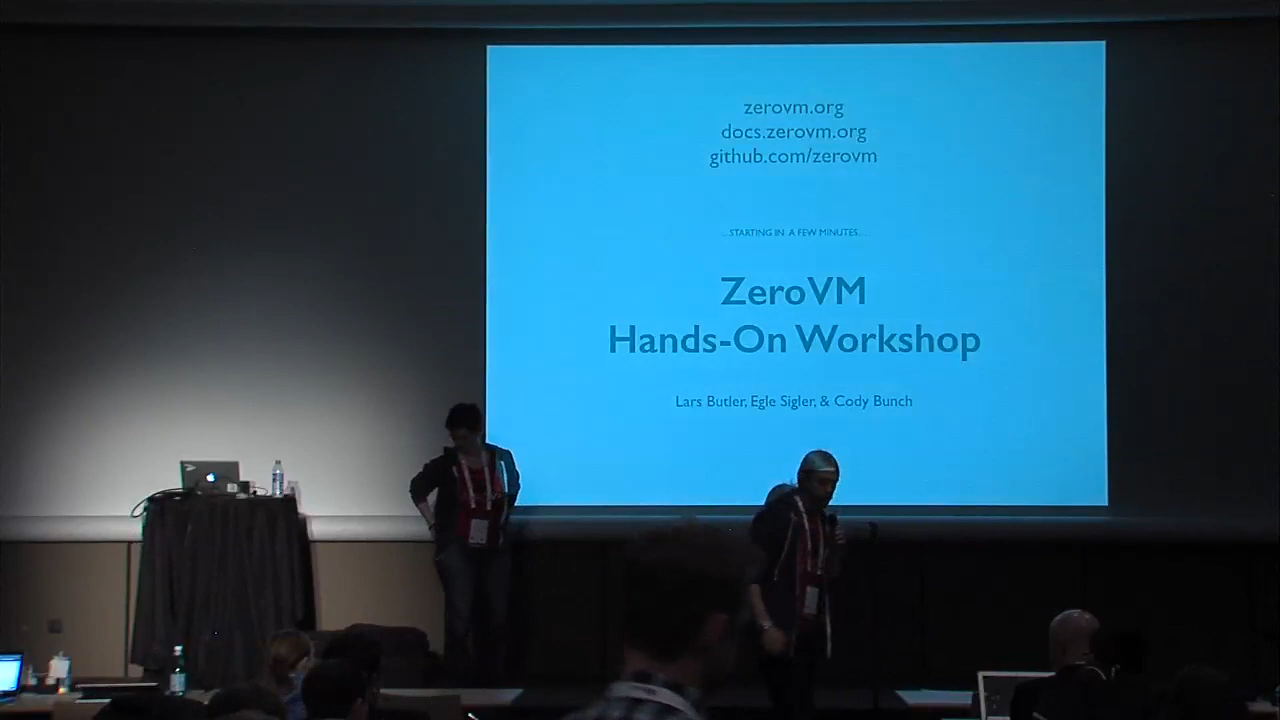 zerovm.org
docs.zerovm.org
github.com/zerovm
...STARTING IN A FEW MINUTES...
ZeroVM
Hands-On Workshop
Lars Butler, Egle Sigler, & Cody Bunch